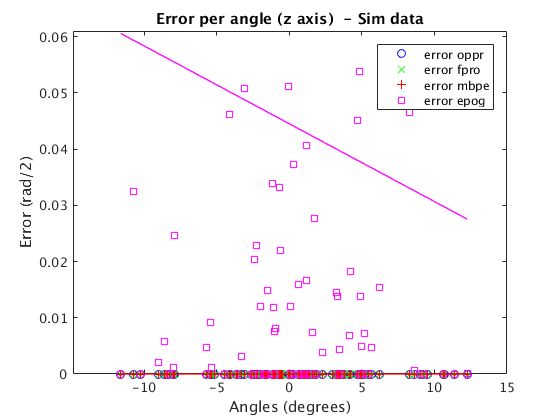 Error per angle (z axis) - Sim data
0.06
0.05
0.04
0.03
0.02
0.01
0
Error (rad/2)
error oppr
error fpro
error mbpe
error epog
-10
-5
0
5
10
15
Angles (degrees)